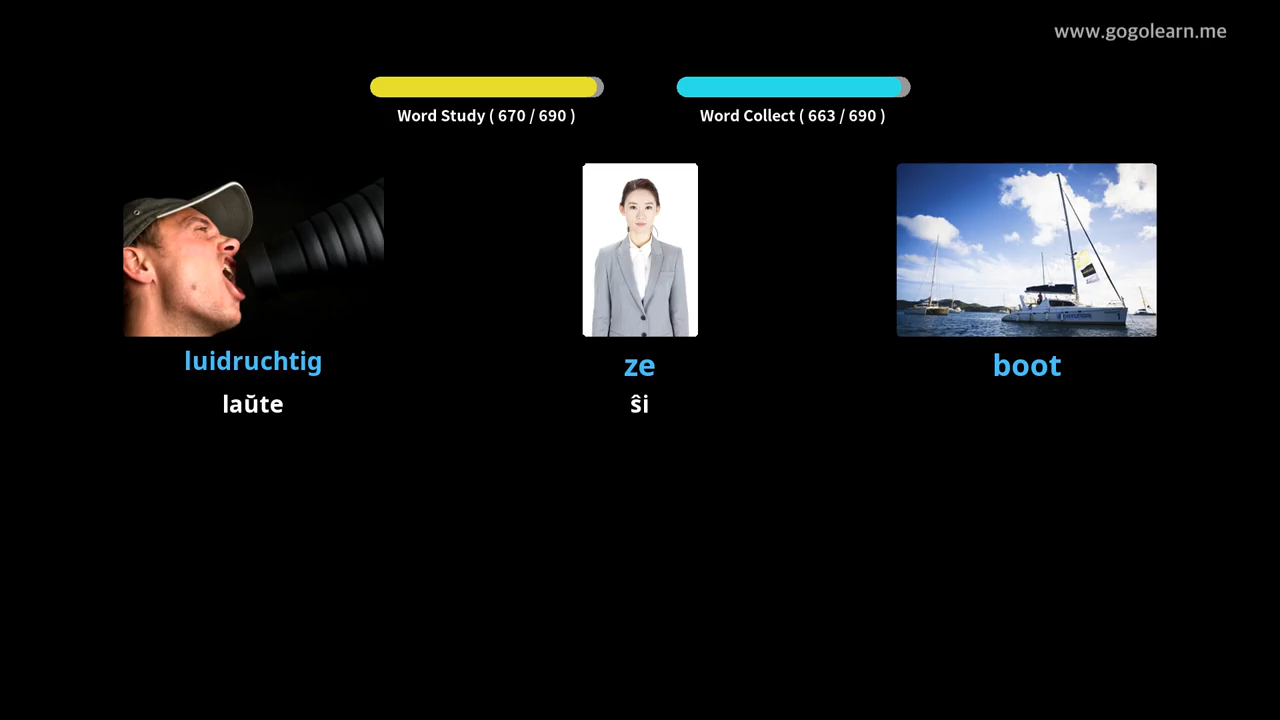 www.gogolearn.me
Word Study ( 670 / 690 )
Word Collect ( 663 / 690 )
luidruchtig
ze
boot
laŭte
ŝi